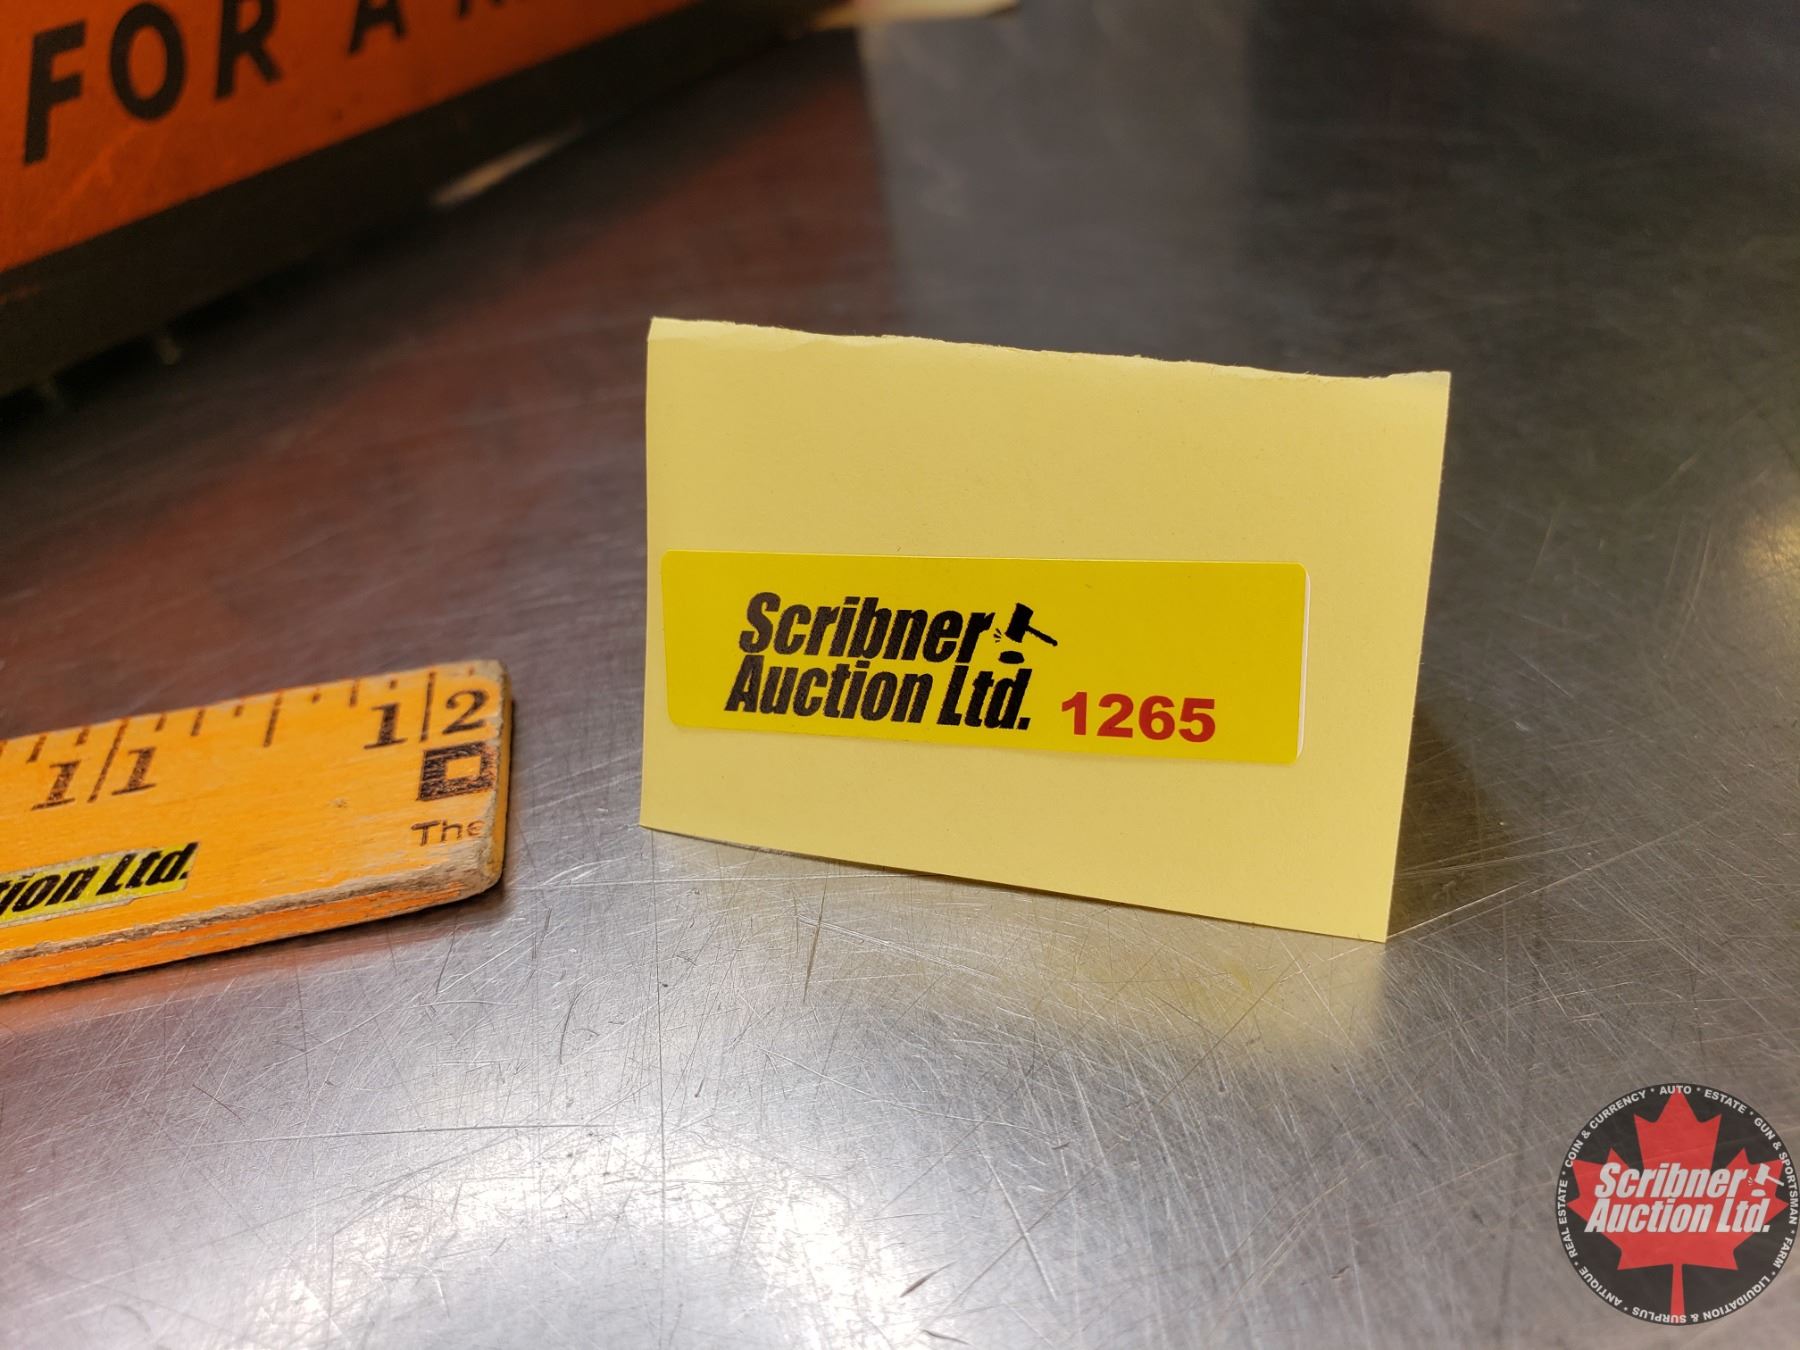 FOR A
Scribner
Auction Ltd. 1265
1/1 1|2
The
tion Ltd.
REAL ESTATE • COIN & CURRENCY • AUTO • ESTATE • GUN & SPORTSMAN • FARM • LIQUIDATION & SURPLUS • ANTIQUE •
Scribner
Auction Ltd.